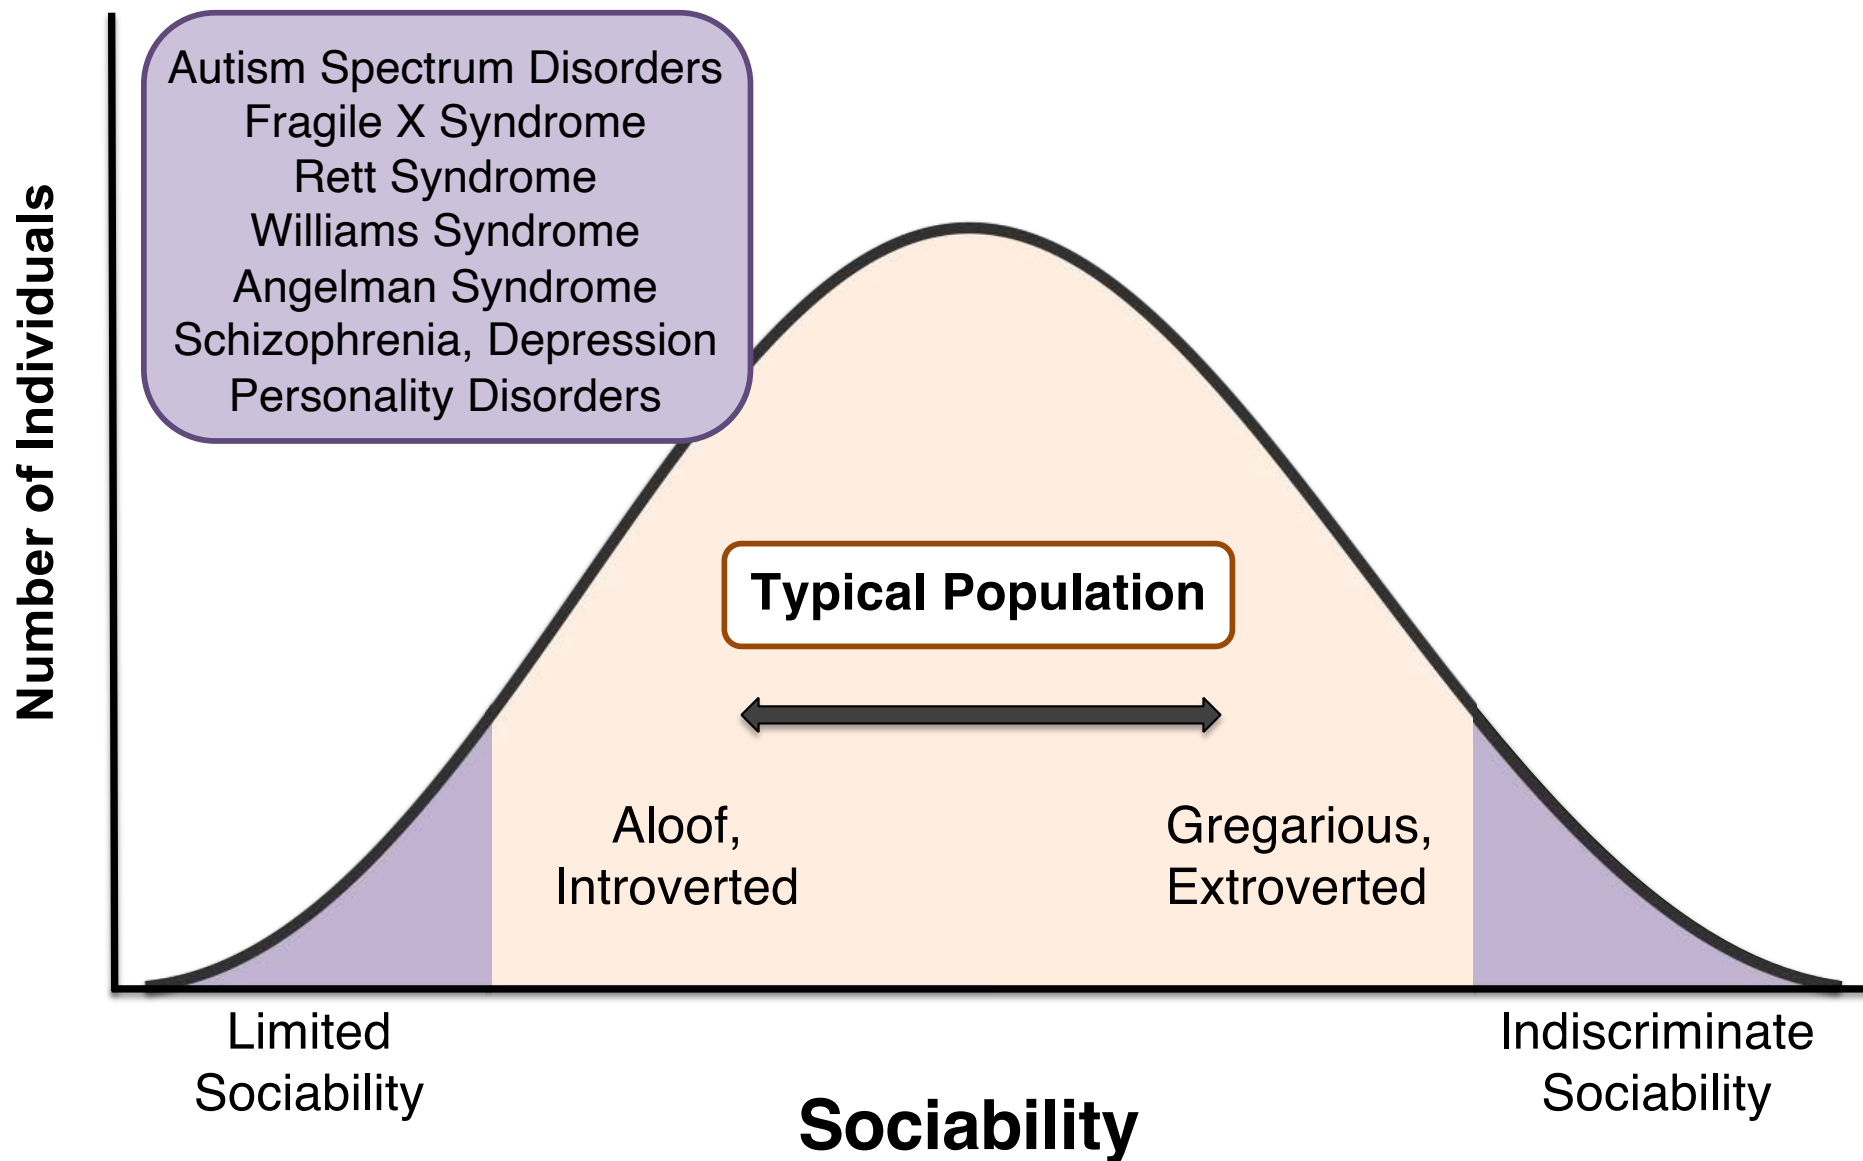 Autism Spectrum Disorders
Fragile X Syndrome
Rett Syndrome
Williams Syndrome
Angelman Syndrome
Schizophrenia, Depression
Personality Disorders
Number of Individuals
Typical Population
Aloof,
Introverted
Gregarious,
Extroverted
Limited
Sociability
Indiscriminate
Sociability
Sociability